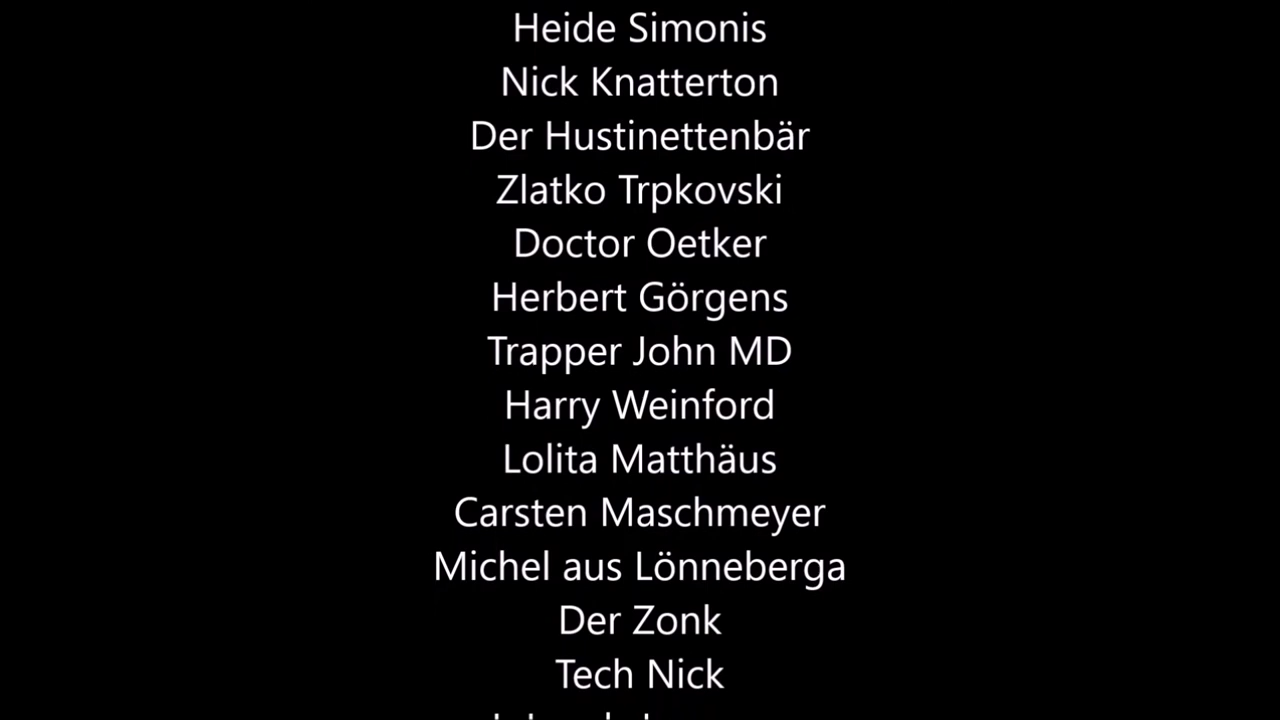 Heide Simonis
Nick Knatterton
Der Hustinettenbär
Zlatko Trpkovski
Doctor Oetker
Herbert Görgens
Trapper John MD
Harry Weinford
Lolita Matthäus
Carsten Maschmeyer
Michel aus Lönneberga
Der Zonk
Tech Nick